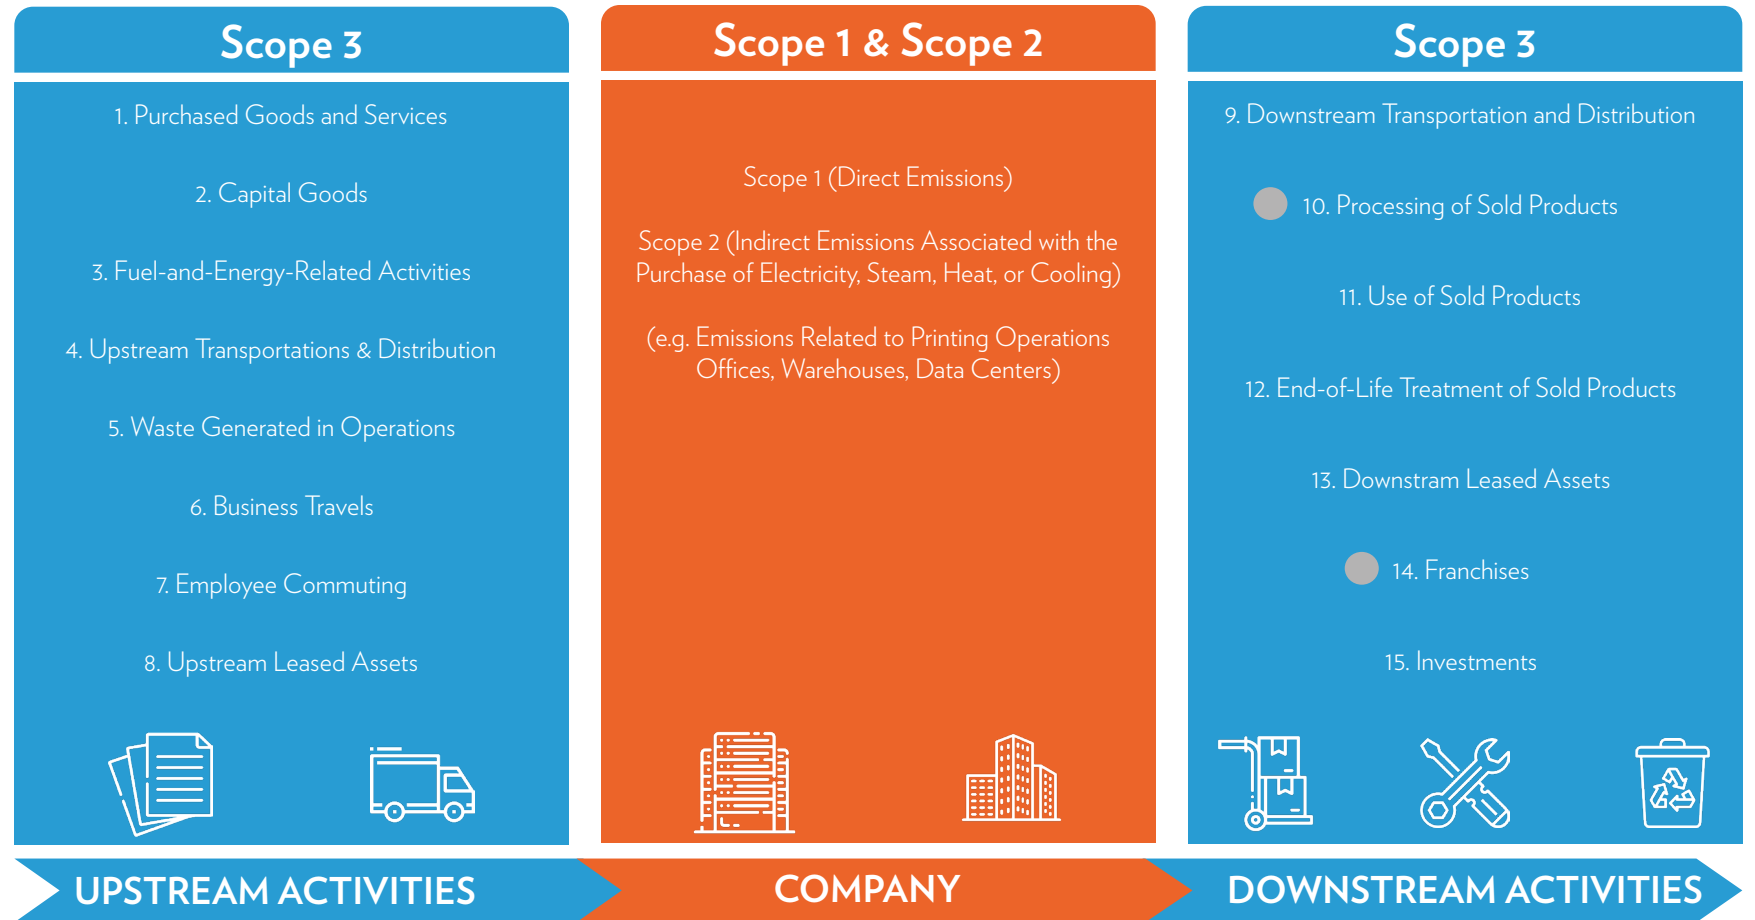 Scope 3
1. Purchased Goods and Services
2. Capital Goods
3. Fuel-and-Energy-Related Activities
4. Upstream Transportations & Distribution
5. Waste Generated in Operations
6. Business Travels
7. Employee Commuting
8. Upstream Leased Assets
Scope 1 & Scope 2
Scope 1 (Direct Emissions)
Scope 2 (Indirect Emissions Associated with the
Purchase of Electricity, Steam, Heat, or Cooling)
(e.g. Emissions Related to Printing Operations
Offices, Warehouses, Data Centers)
Scope 3
9. Downstream Transportation and Distribution
10. Processing of Sold Products
11. Use of Sold Products
12. End-of-Life Treatment of Sold Products
13. Downstram Leased Assets
14. Franchises
15. Investments
UPSTREAM ACTIVITIES
COMPANY
DOWNSTREAM ACTIVITIES